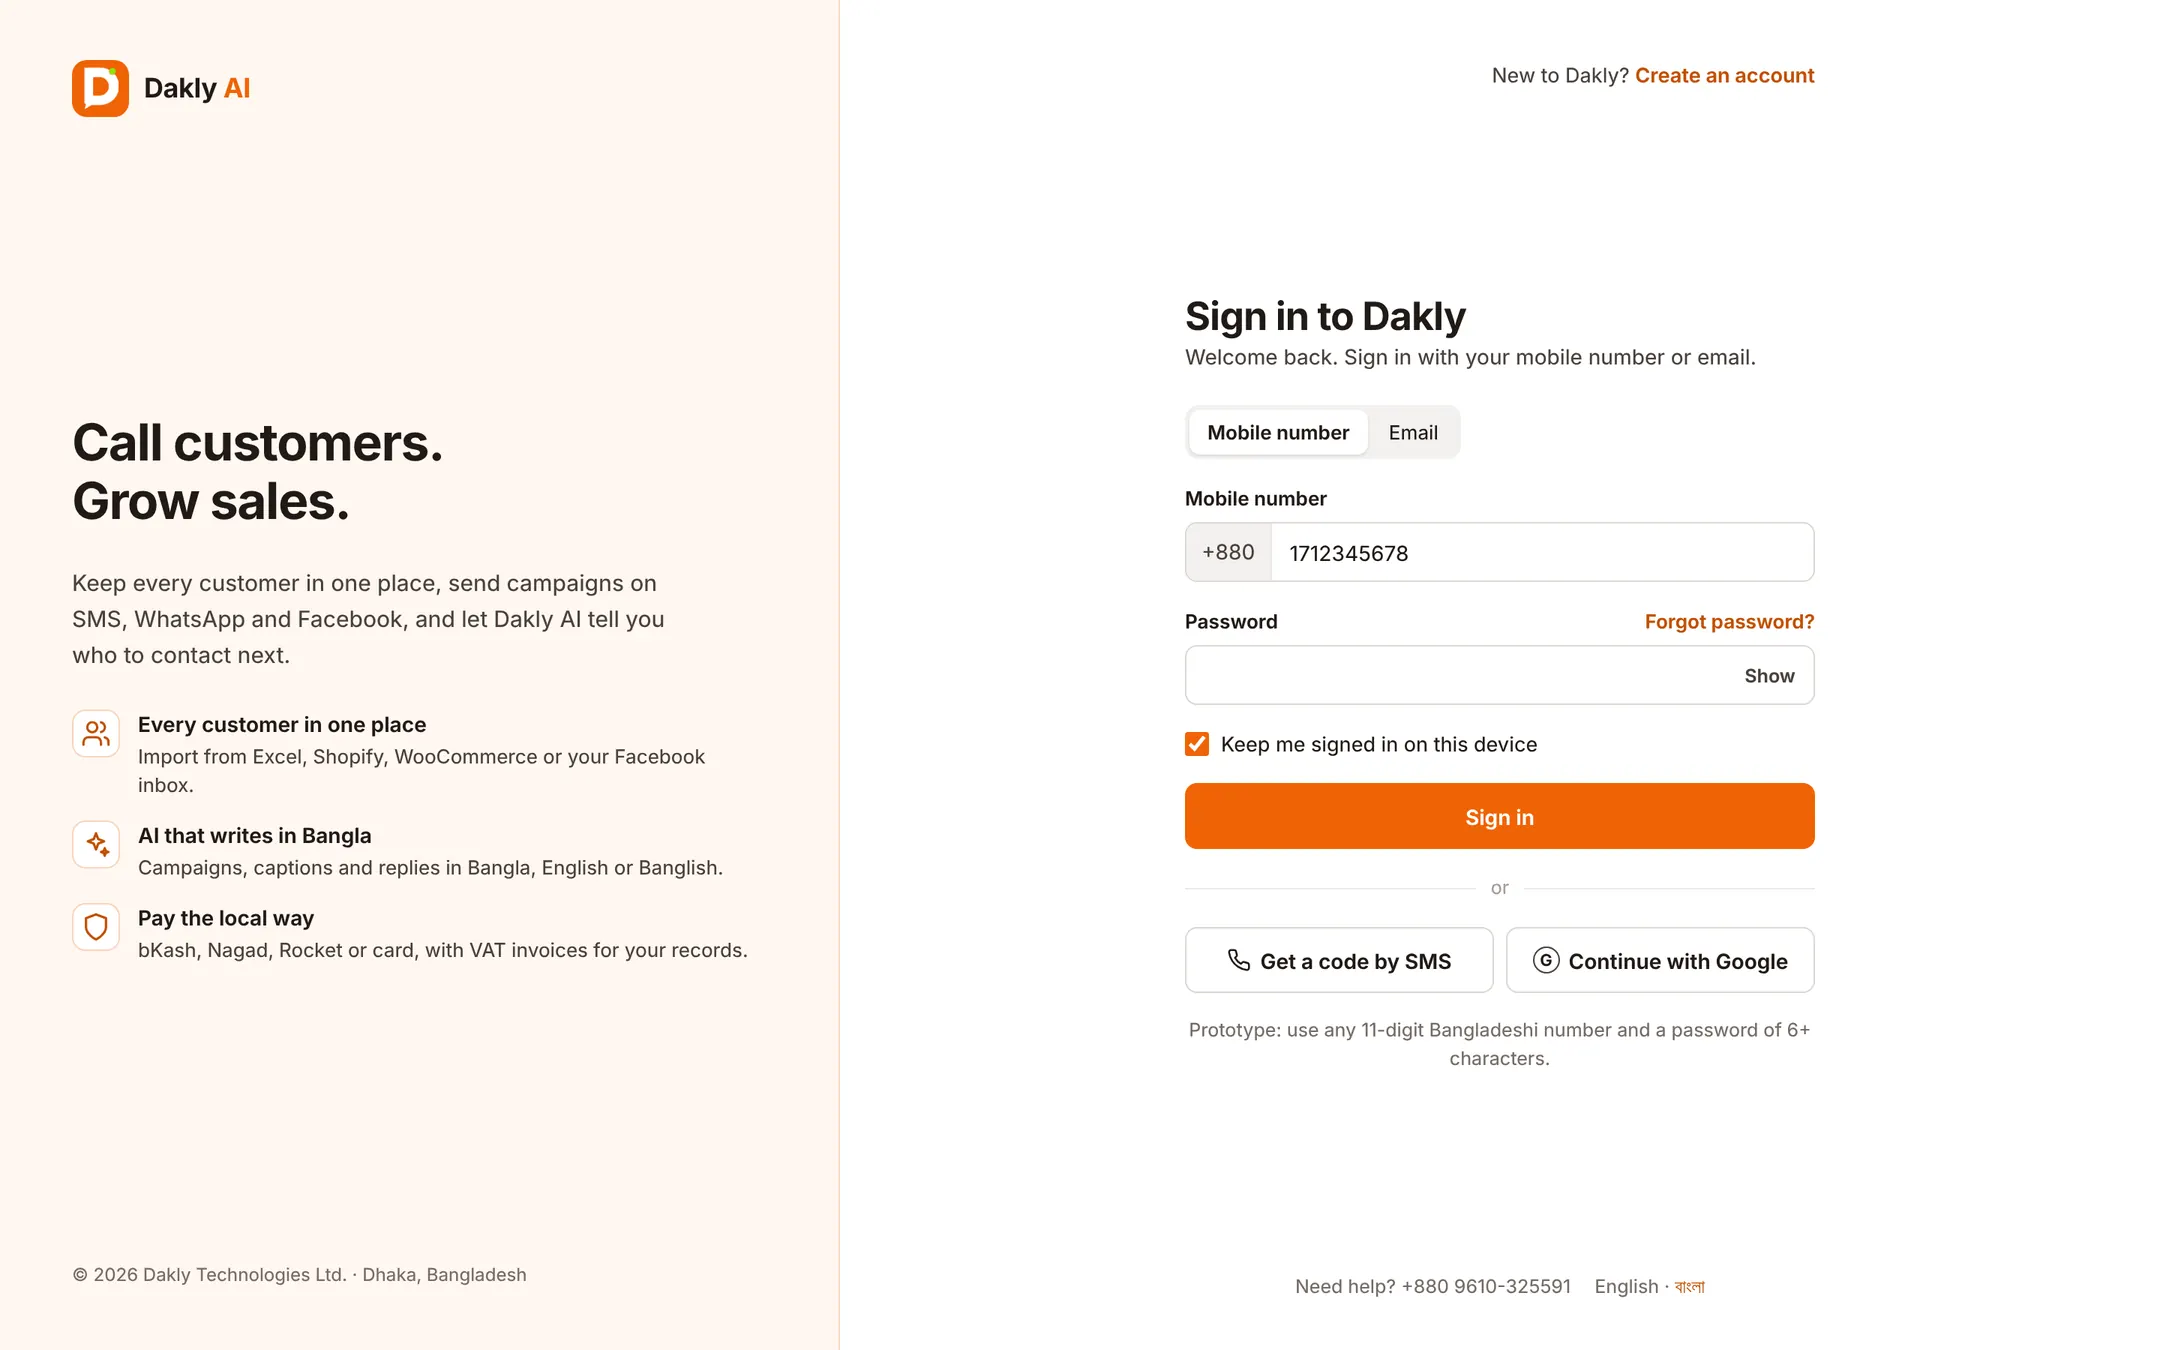 Dakly AI
Call customers.
Grow sales.
Keep every customer in one place, send campaigns on
SMS, WhatsApp and Facebook, and let Dakly AI tell you
who to contact next.
Every customer in one place
Import from Excel, Shopify, WooCommerce or your Facebook
inbox.
AI that writes in Bangla
Campaigns, captions and replies in Bangla, English or Banglish.
Pay the local way
bKash, Nagad, Rocket or card, with VAT invoices for your records.
© 2026 Dakly Technologies Ltd. · Dhaka, Bangladesh
New to Dakly? Create an account
Sign in to Dakly
Welcome back. Sign in with your mobile number or email.
Mobile number Email
Mobile number
+880 1712345678
Password Forgot password?
Show
Keep me signed in on this device
Sign in
or
Get a code by SMS G Continue with Google
Prototype: use any 11-digit Bangladeshi number and a password of 6+
characters.
Need help? +880 9610-325591 English · বাংলা